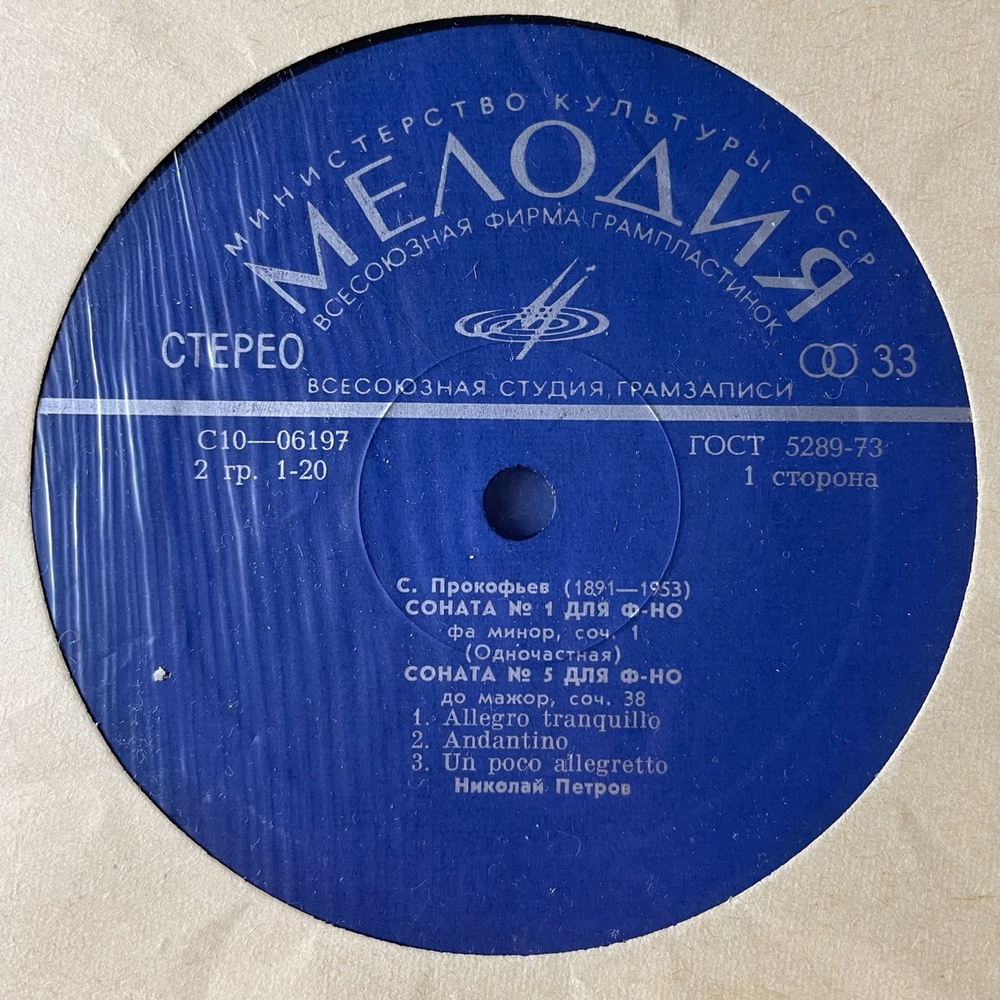 МИНИСТЕРСТВО КУЛЬТУРЫ СССР
МЕЛОДИЯ
ВСЕСОЮЗНАЯ ФИРМА ГРАМПЛАСТИНОК
СТЕРЕО
33
ВСЕСОЮЗНАЯ СТУДИЯ ГРАМЗАПИСИ
С10—06197
2 гр. 1-20
ГОСТ 5289-73
1 сторона
С. Прокофьев (1891—1953)
СОНАТА № 1 ДЛЯ Ф-НО
фа минор, соч. 1
(Одночастная)
СОНАТА № 5 ДЛЯ Ф-НО
до мажор, соч. 38
1. Allegro tranquillo
2. Andantino
3. Un poco allegretto
Николай Петров